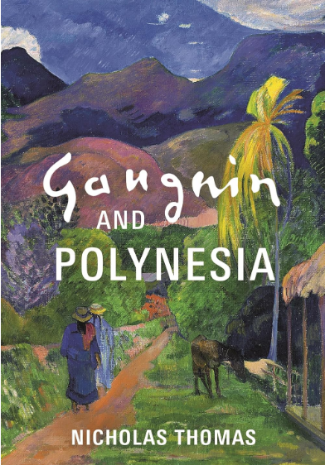 Gauguin
AND
POLYNESIA
NICHOLAS THOMAS